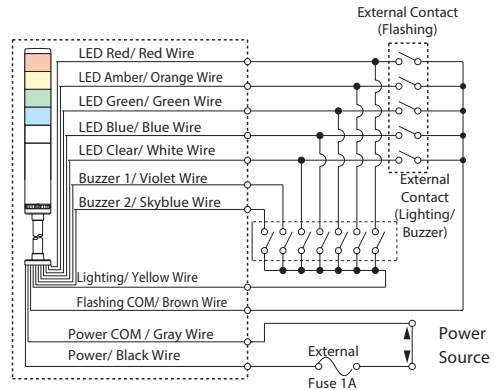 External Contact
(Flashing)
LED Red/ Red Wire
LED Amber/ Orange Wire
LED Green/ Green Wire
LED Blue/ Blue Wire
LED Clear/ White Wire
Buzzer 1/ Violet Wire
Buzzer 2/ Skyblue Wire
External
Contact
(Lighting/
Buzzer)
Lighting/ Yellow Wire
Flashing COM/ Brown Wire
Power COM / Gray Wire
Power/ Black Wire
External
Fuse 1A
Power
Source